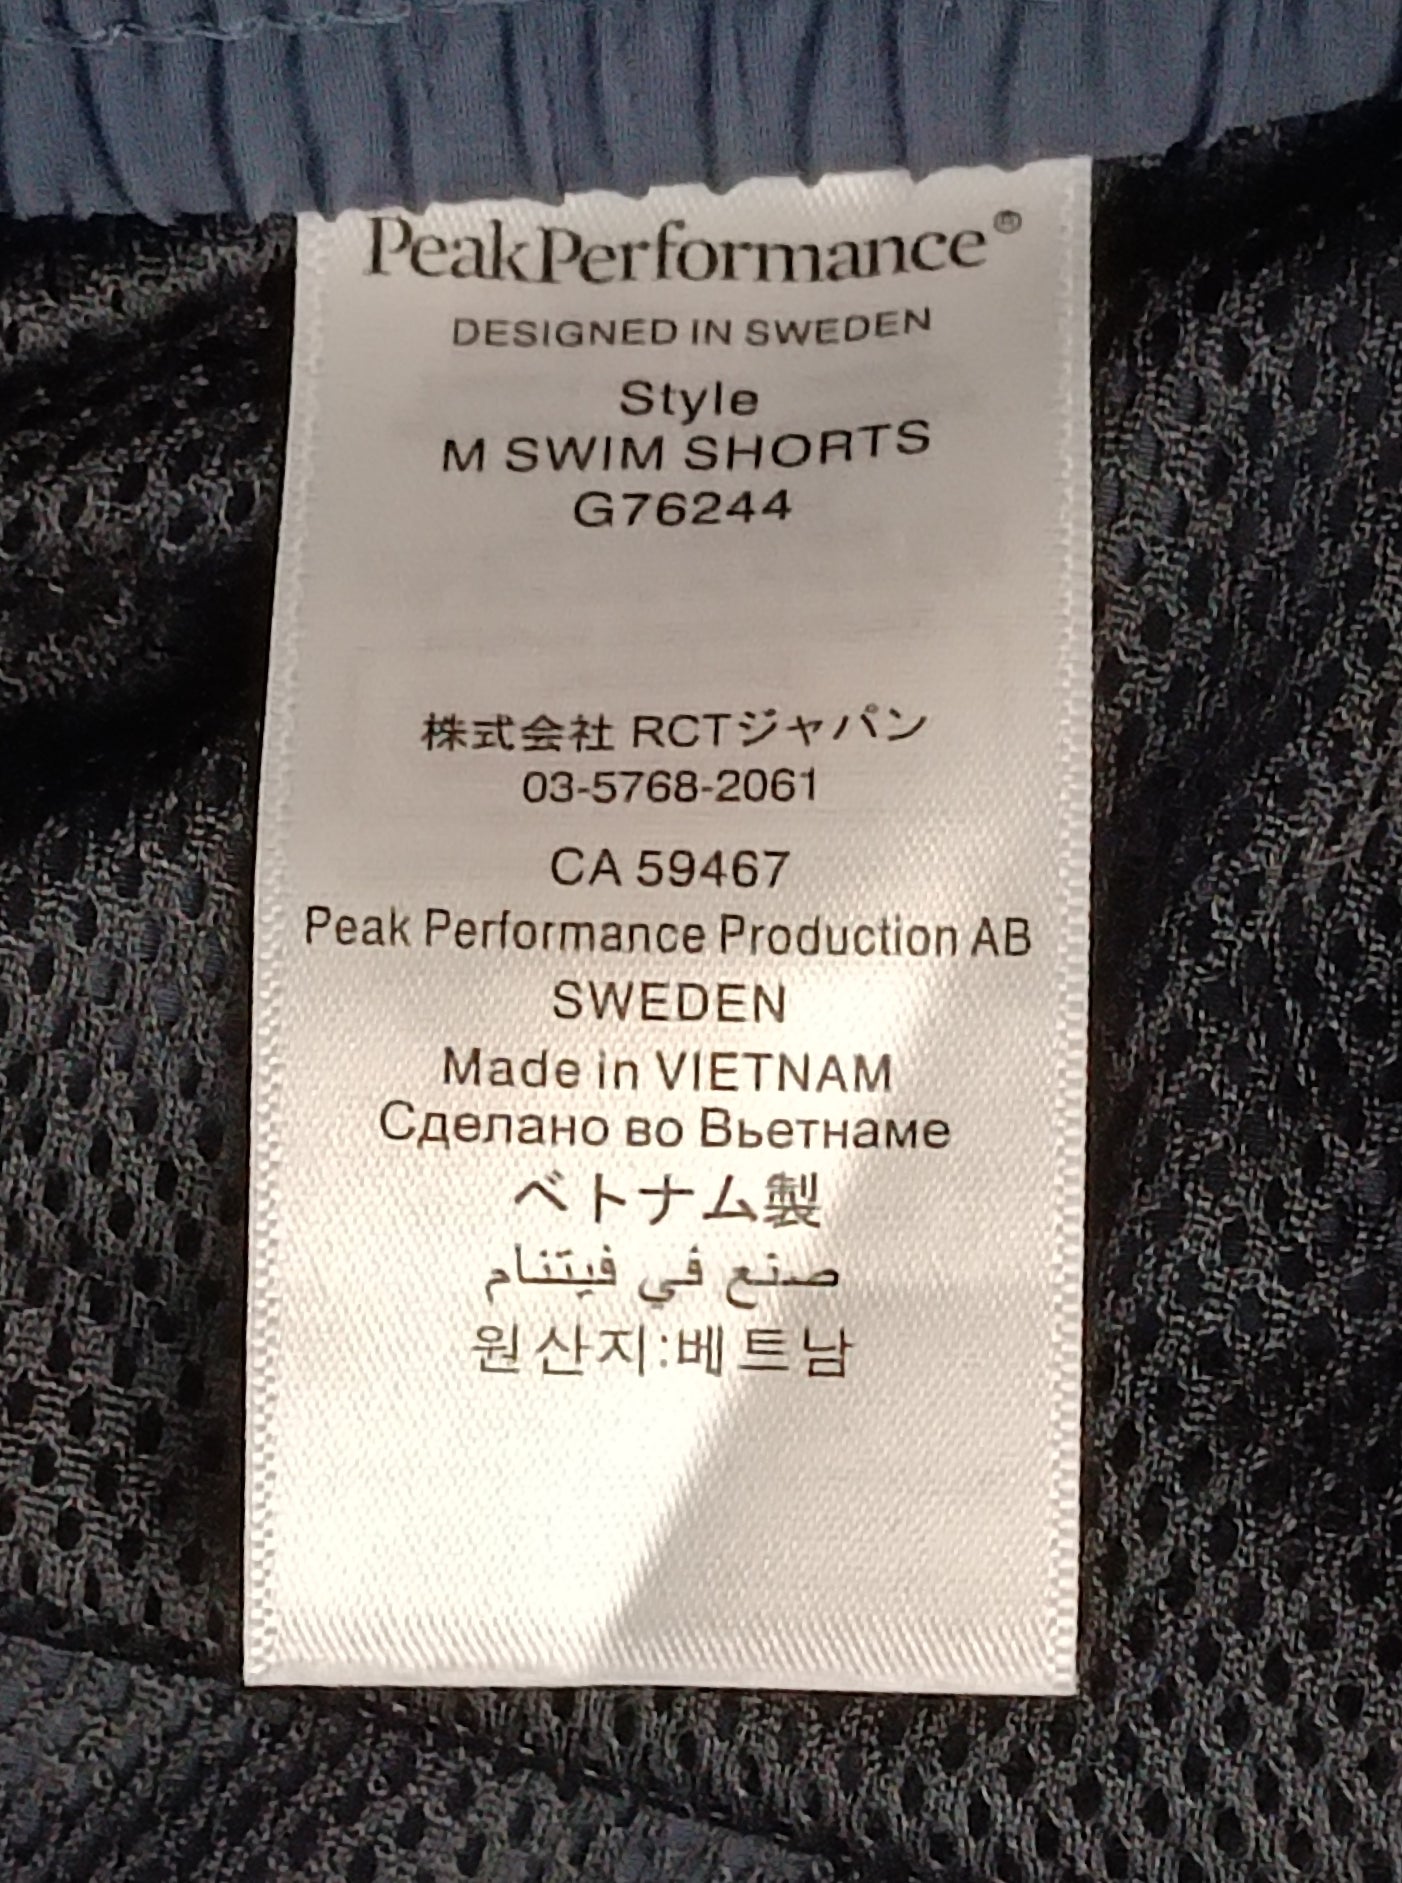 PeakPerformance®
DESIGNED IN SWEDEN
Style
M SWIM SHORTS
G76244
株式会社 RCTジャパン
03-5768-2061
CA 59467
Peak Performance Production AB
SWEDEN
Made in VIETNAM
Сделано во Вьетнаме
ベトナム製
صنع في فيتنام
원산지:베트남